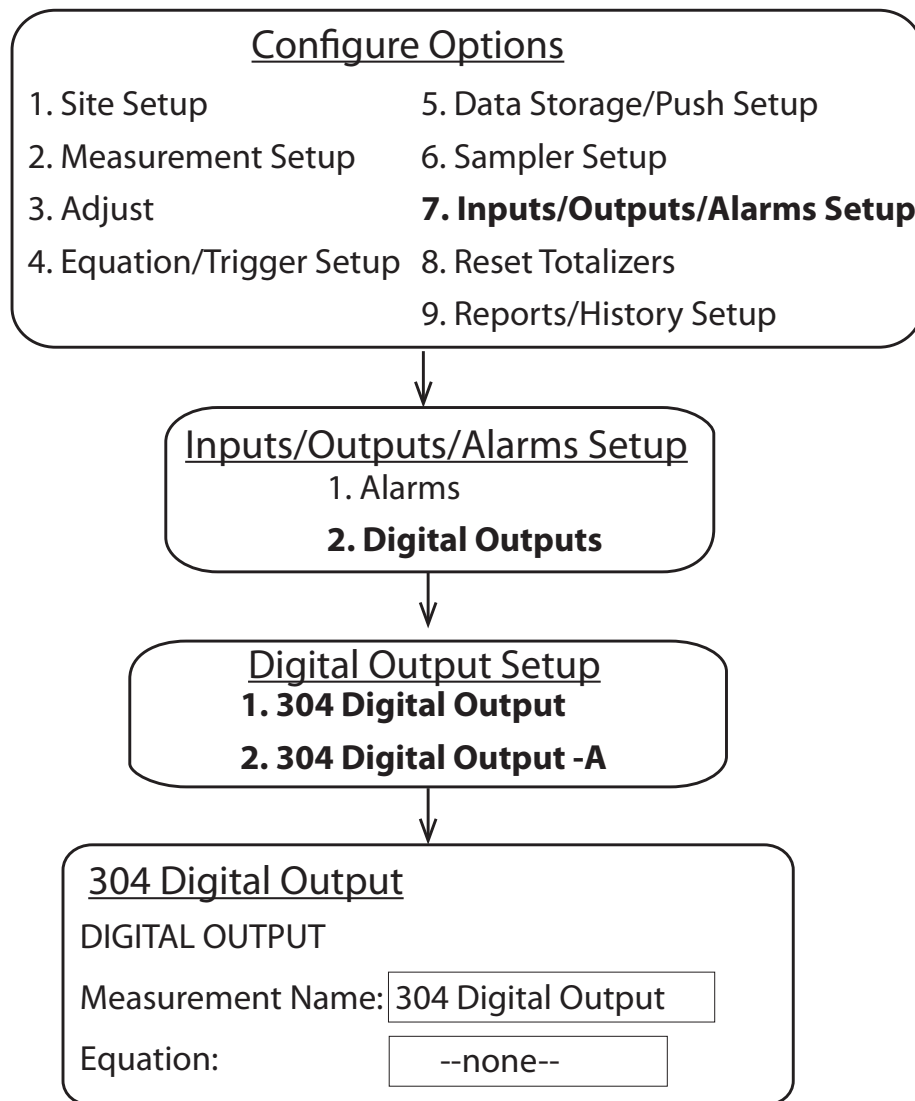 Configure Options
1. Site Setup
2. Measurement Setup
3. Adjust
4. Equation/Trigger Setup
5. Data Storage/Push Setup
6. Sampler Setup
7. Inputs/Outputs/Alarms Setup
8. Reset Totalizers
9. Reports/History Setup
Inputs/Outputs/Alarms Setup
1. Alarms
2. Digital Outputs
Digital Output Setup
1. 304 Digital Output
2. 304 Digital Output -A
304 Digital Output
DIGITAL OUTPUT
Measurement Name: 304 Digital Output
Equation: --none--